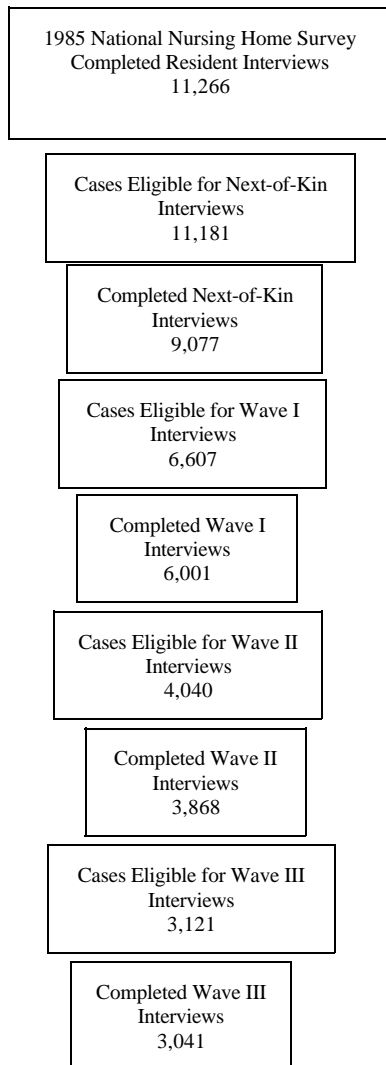 1985 National Nursing Home Survey
Completed Resident Interviews
11,266
Cases Eligible for Next-of-Kin
Interviews
11,181
Completed Next-of-Kin
Interviews
9,077
Cases Eligible for Wave I
Interviews
6,607
Completed Wave I
Interviews
6,001
Cases Eligible for Wave II
Interviews
4,040
Completed Wave II
Interviews
3,868
Cases Eligible for Wave III
Interviews
3,121
Completed Wave III
Interviews
3,041